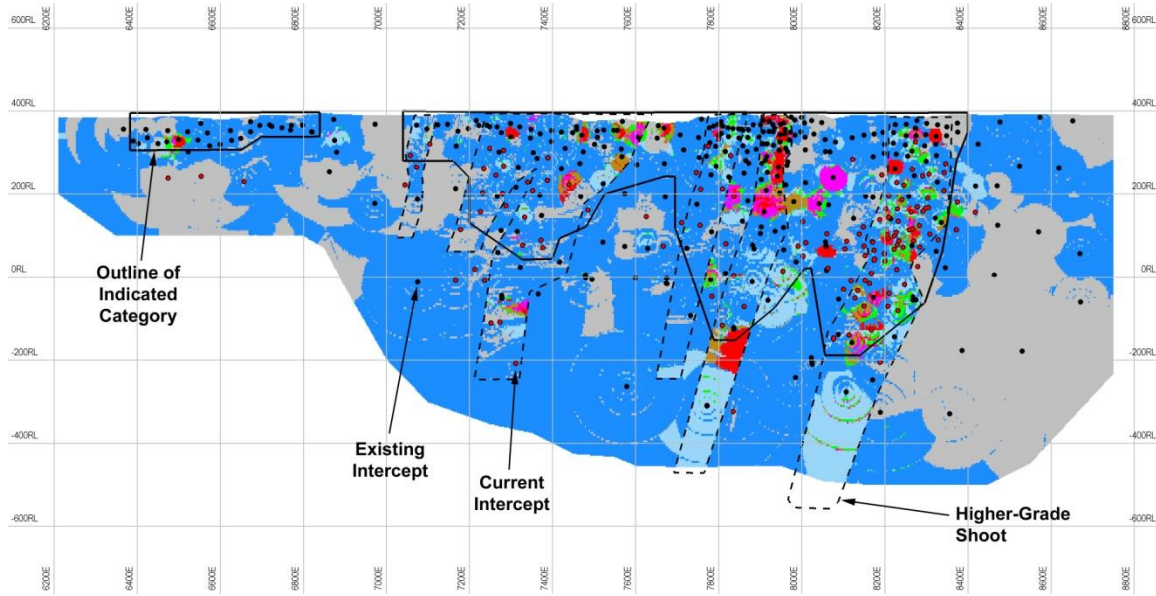 6200E 6400E 6600E 6800E 7000E 7200E 7400E 7600E 7800E 8000E 8200E 8400E 8600E 8800E
600RL 600RL
400RL 400RL
200RL 200RL
0RL 0RL
Outline of
Indicated
Category
-200RL -200RL
-400RL -400RL
Existing
Intercept
Current
Intercept
Higher-Grade
Shoot
-600RL -600RL
6200E 6400E 6600E 6800E 7000E 7200E 7400E 7600E 7800E 8000E 8200E 8400E 8600E 8800E